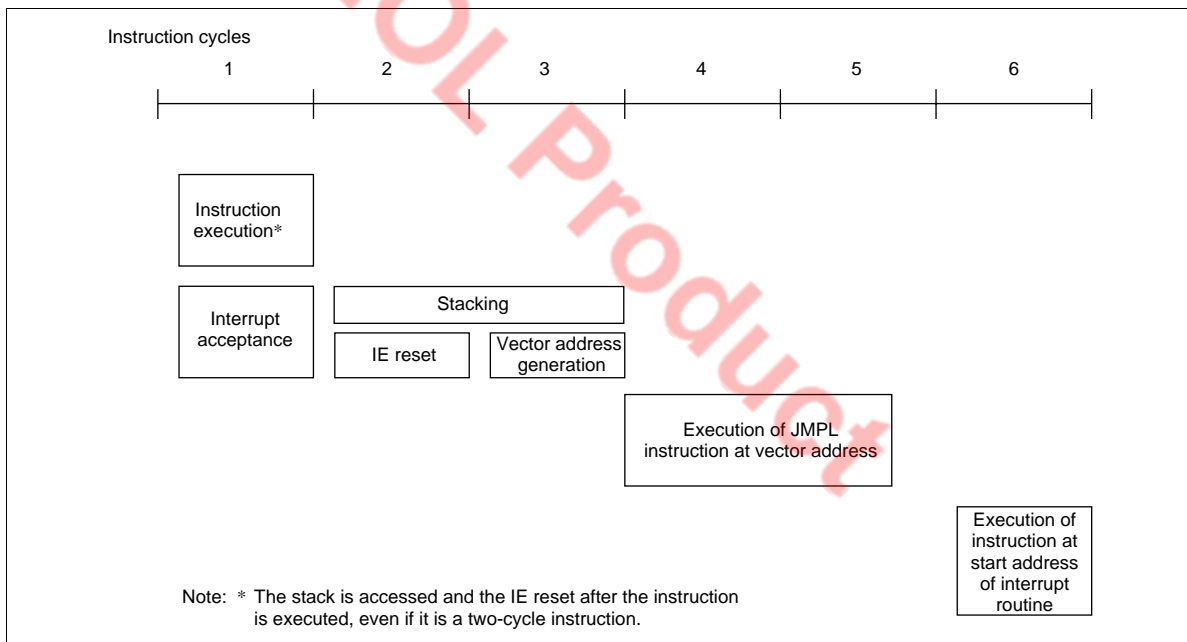 Instruction cycles
1 2 3 4 5 6
Instruction
execution*
Interrupt
acceptance
Stacking
IE reset
Vector address
generation
Execution of JMPL
instruction at vector address
Execution of
instruction at
start address
of interrupt
routine
Note: * The stack is accessed and the IE reset after the instruction
is executed, even if it is a two-cycle instruction.
OL Product